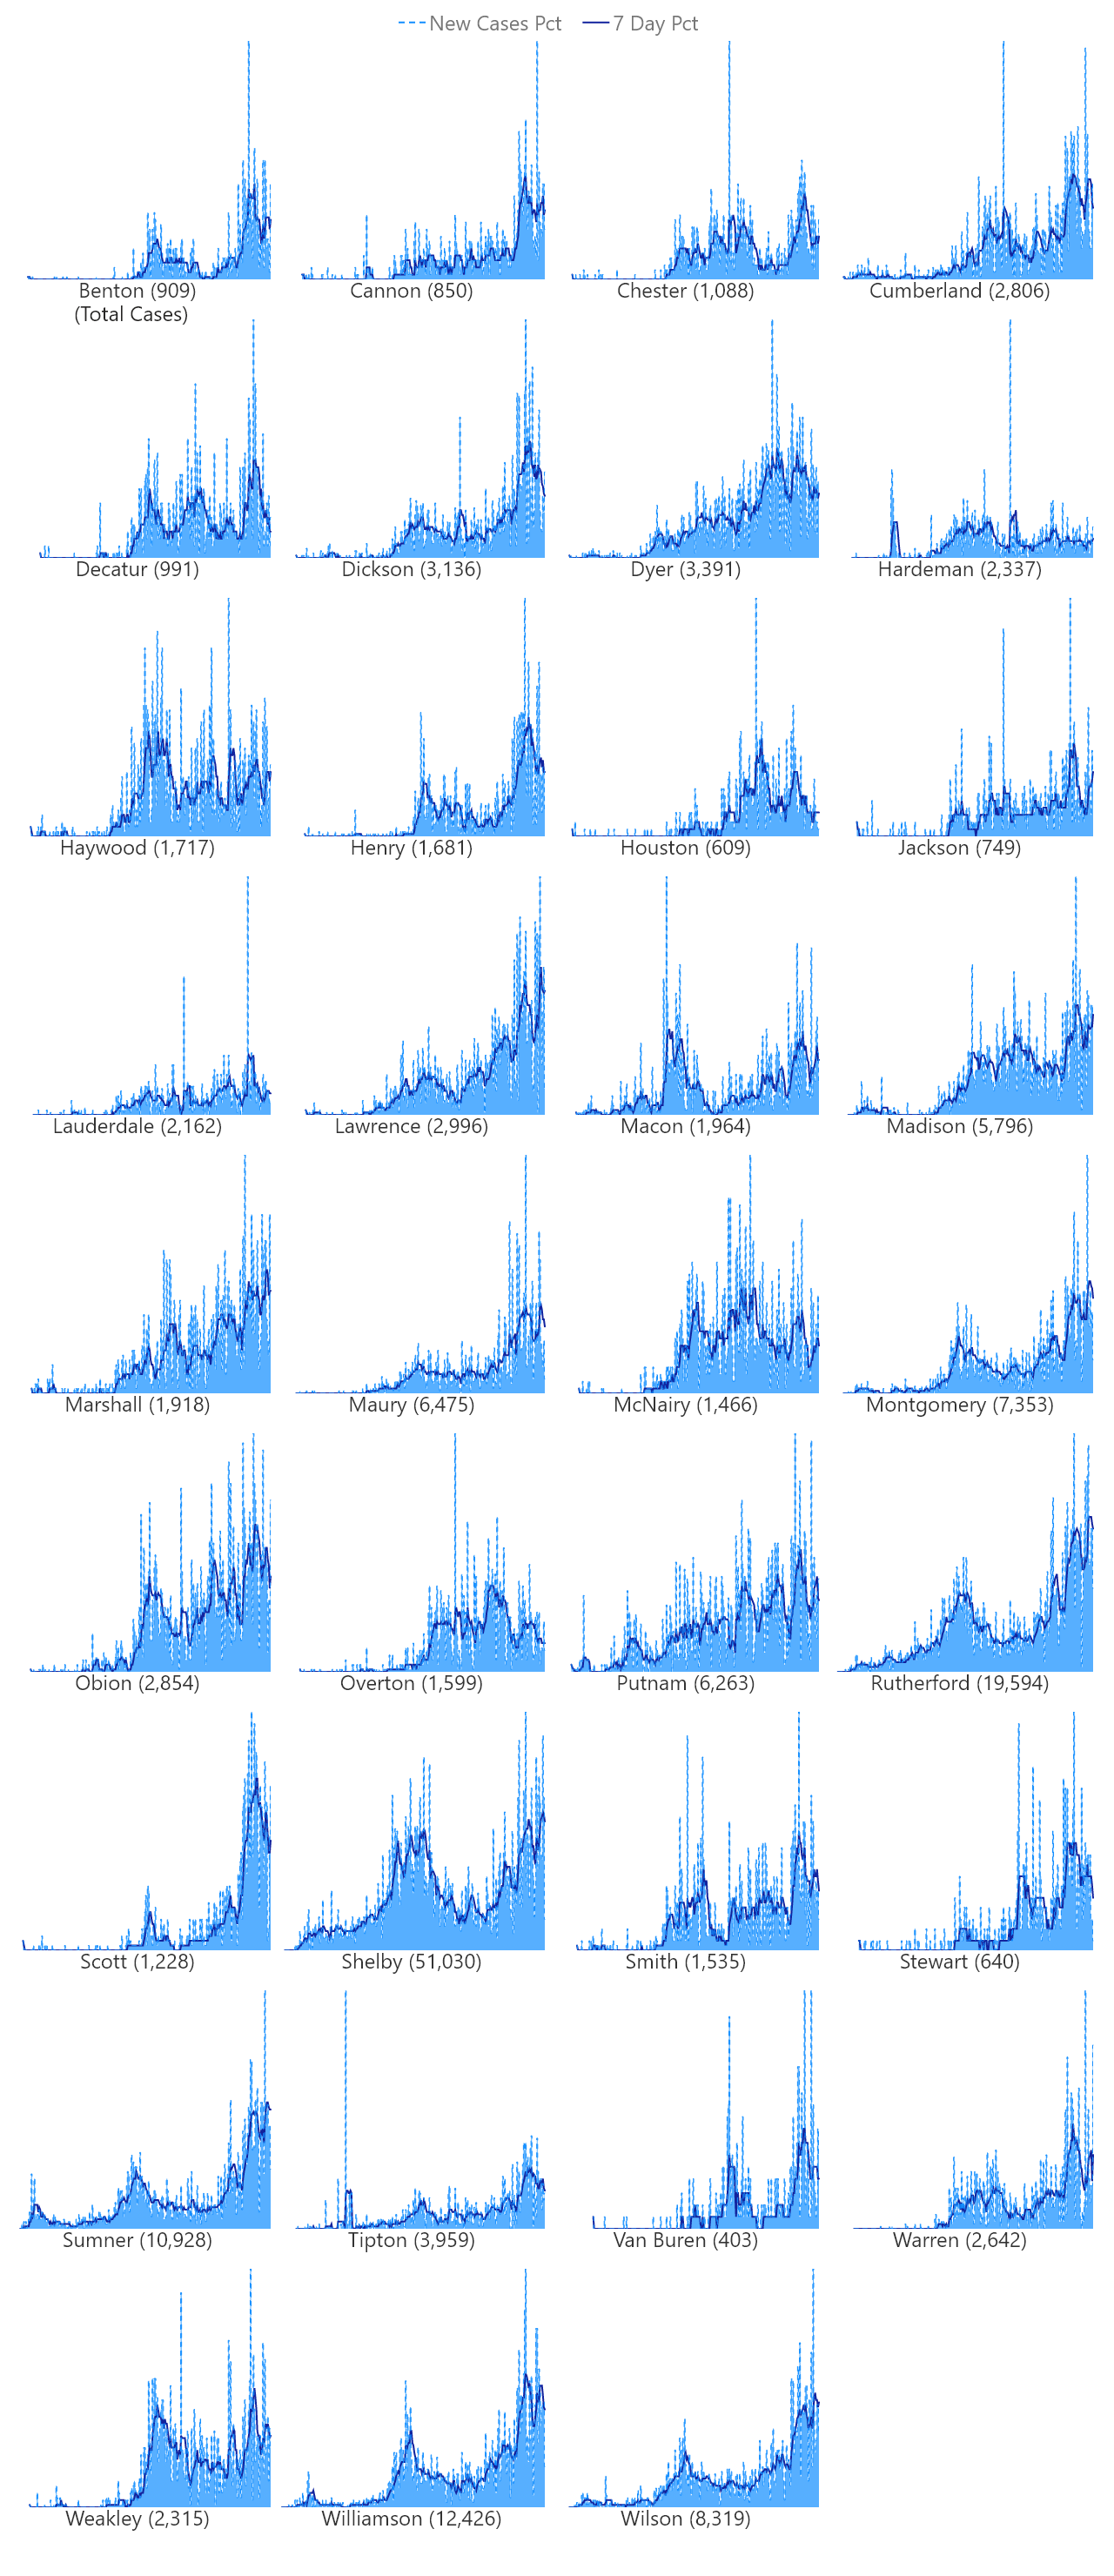 New Cases Pct 7 Day Pct
Benton (909) Cannon (850) Chester (1,088) Cumberland (2,806)
(Total Cases)
Decatur (991) Dickson (3,136) Dyer (3,391) Hardeman (2,337)
Haywood (1,717) Henry (1,681) Houston (609) Jackson (749)
Lauderdale (2,162) Lawrence (2,996) Macon (1,964) Madison (5,796)
Marshall (1,918) Maury (6,475) McNairy (1,466) Montgomery (7,353)
Obion (2,854) Overton (1,599) Putnam (6,263) Rutherford (19,594)
Scott (1,228) Shelby (51,030) Smith (1,535) Stewart (640)
Sumner (10,928) Tipton (3,959) Van Buren (403) Warren (2,642)
Weakley (2,315) Williamson (12,426) Wilson (8,319)